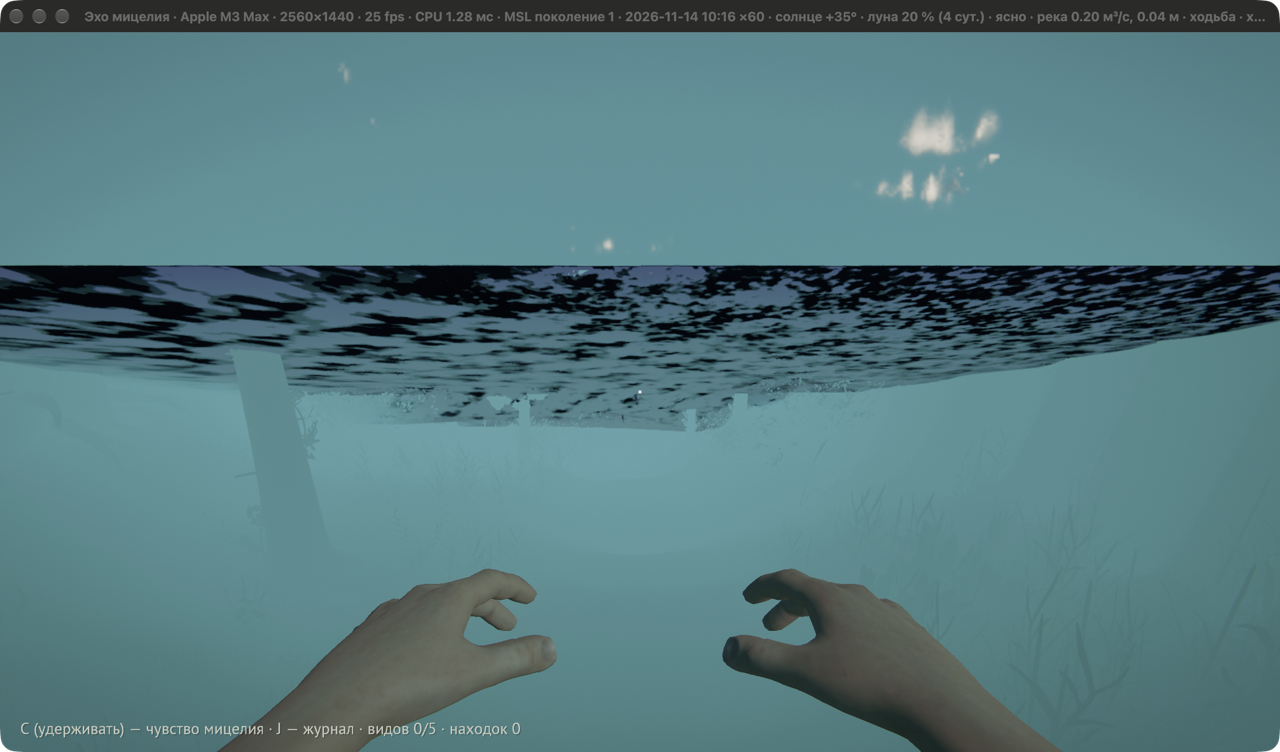 Эхо мицелия · Apple M3 Max · 2560×1440 · 25 fps · CPU 1.28 мс · MSL поколение 1 · 2026-11-14 10:16 ×60 · солнце +35° · луна 20 % (4 сут.) · ясно · река 0.20 м³/с, 0.04 м · ходьба · х...
C (удерживать) — чувство мицелия · J — журнал · видов 0/5 · находок 0